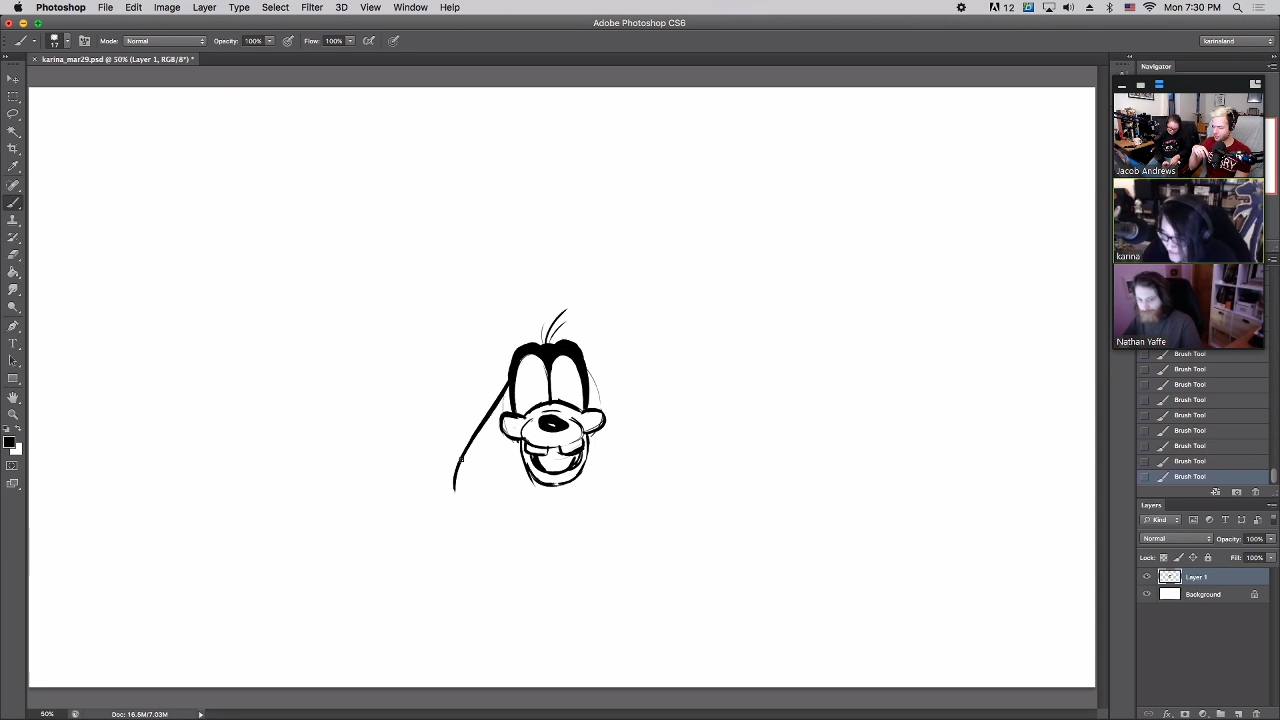 Photoshop File Edit Image Layer Type Select Filter 3D View Window Help 12 Mon 7:30 PM
Adobe Photoshop CS6
17 Mode: Normal Opacity: 100% Flow: 100% karinaland
karina_mar29.psd @ 50% (Layer 1, RGB/8*) *
Navigator
Jacob Andrews
karina
Nathan Yaffe
Brush Tool
Brush Tool
Brush Tool
Brush Tool
Brush Tool
Brush Tool
Brush Tool
Brush Tool
Brush Tool
Layers
Kind
Normal Opacity: 100%
Lock: Fill: 100%
Layer 1
Background
50% Doc: 16.5M/7.03M